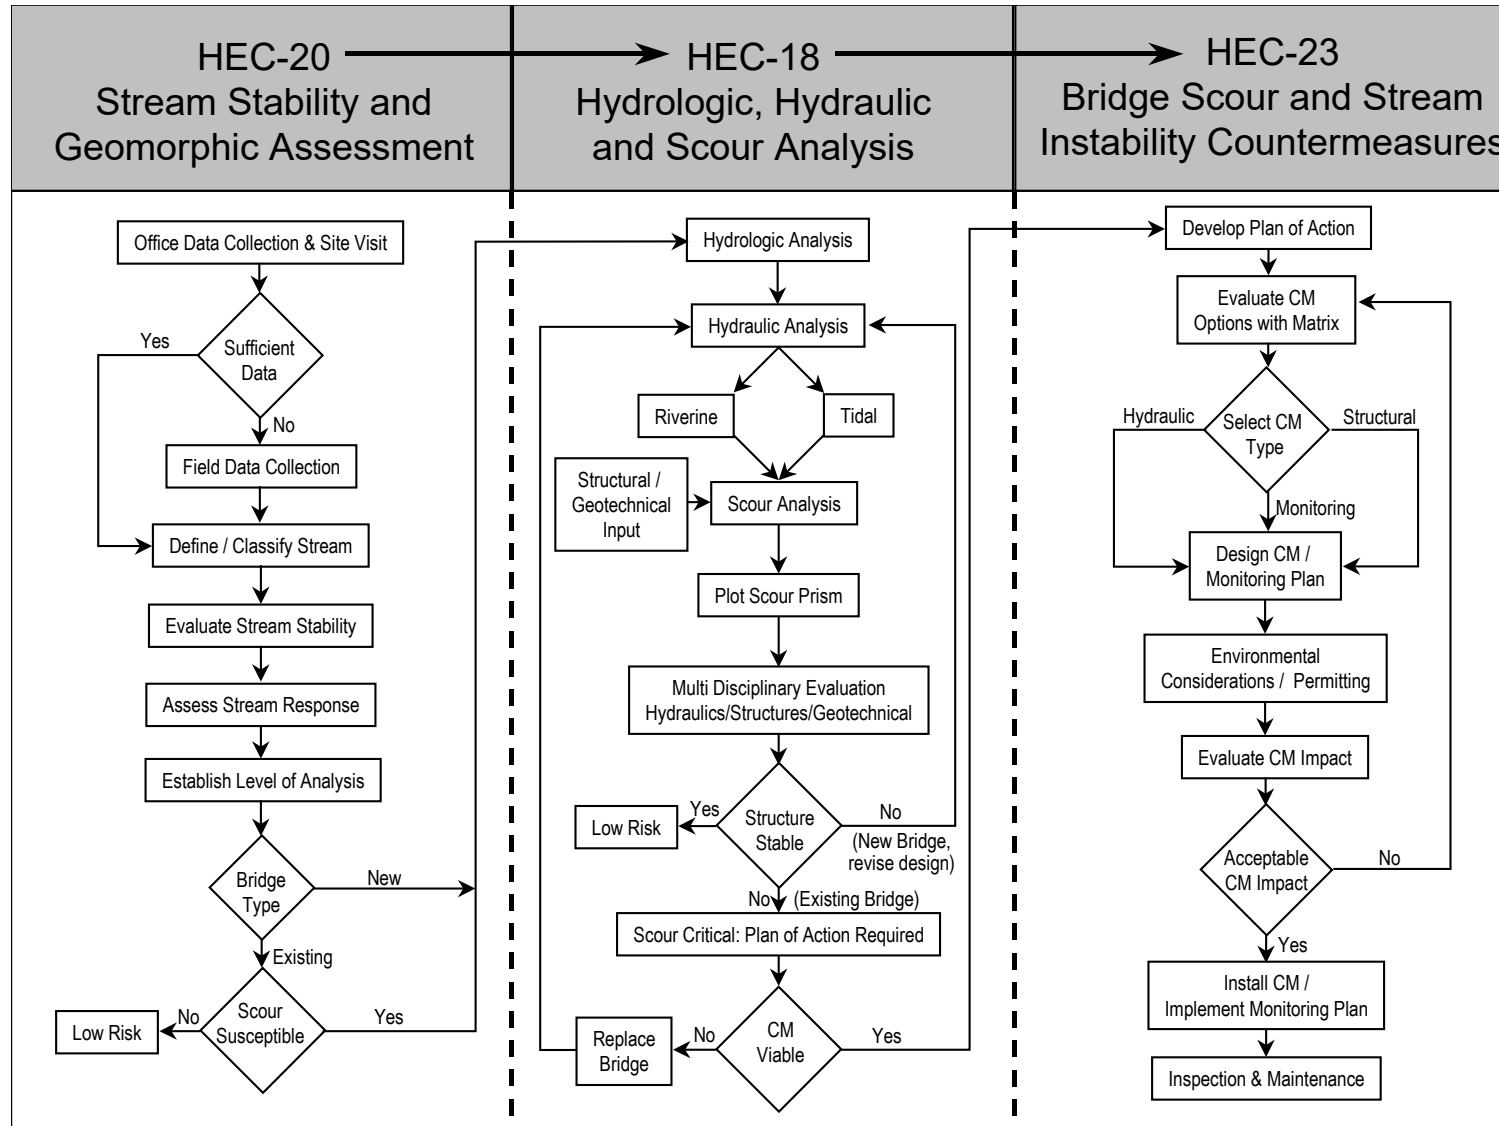 HEC-20
Stream Stability and
Geomorphic Assessment
HEC-18
Hydrologic, Hydraulic
and Scour Analysis
HEC-23
Bridge Scour and Stream
Instability Countermeasures
Office Data Collection & Site Visit
Yes
Sufficient
Data
No
Field Data Collection
Define / Classify Stream
Evaluate Stream Stability
Assess Stream Response
Establish Level of Analysis
Bridge
Type
New
Existing
Scour
Susceptible
No
Low Risk
Yes
Hydrologic Analysis
Hydraulic Analysis
Riverine
Tidal
Structural /
Geotechnical
Input
Scour Analysis
Plot Scour Prism
Multi Disciplinary Evaluation
Hydraulics/Structures/Geotechnical
Structure
Stable
Yes
Low Risk
No
(New Bridge,
revise design)
No (Existing Bridge)
Scour Critical: Plan of Action Required
CM
Viable
No
Replace
Bridge
Yes
Develop Plan of Action
Evaluate CM
Options with Matrix
Hydraulic
Select CM
Type
Structural
Monitoring
Design CM /
Monitoring Plan
Environmental
Considerations / Permitting
Evaluate CM Impact
Acceptable
CM Impact
No
Yes
Install CM /
Implement Monitoring Plan
Inspection & Maintenance